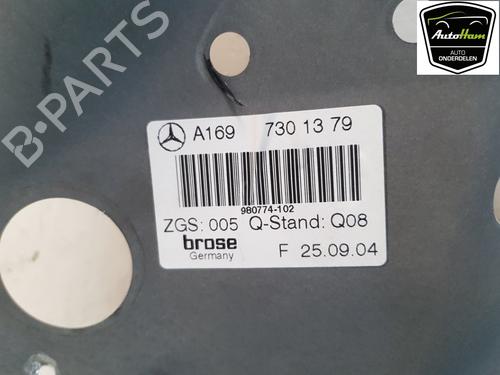 B-PARTS
AutoHam
AUTO
ONDERDELEN
A169 730 13 79
980774-102
ZGS: 005 Q-Stand: Q08
brose
Germany
F 25.09.04